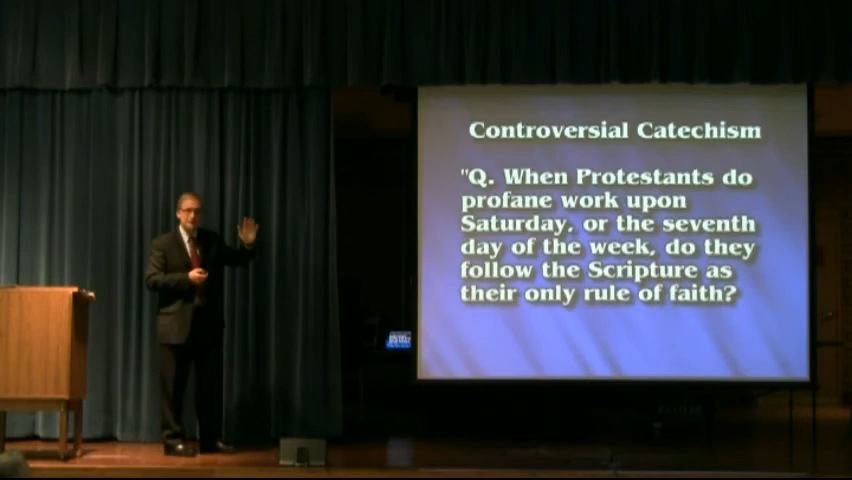 Controversial Catechism
"Q. When Protestants do
profane work upon
Saturday, or the seventh
day of the week, do they
follow the Scripture as
their only rule of faith?